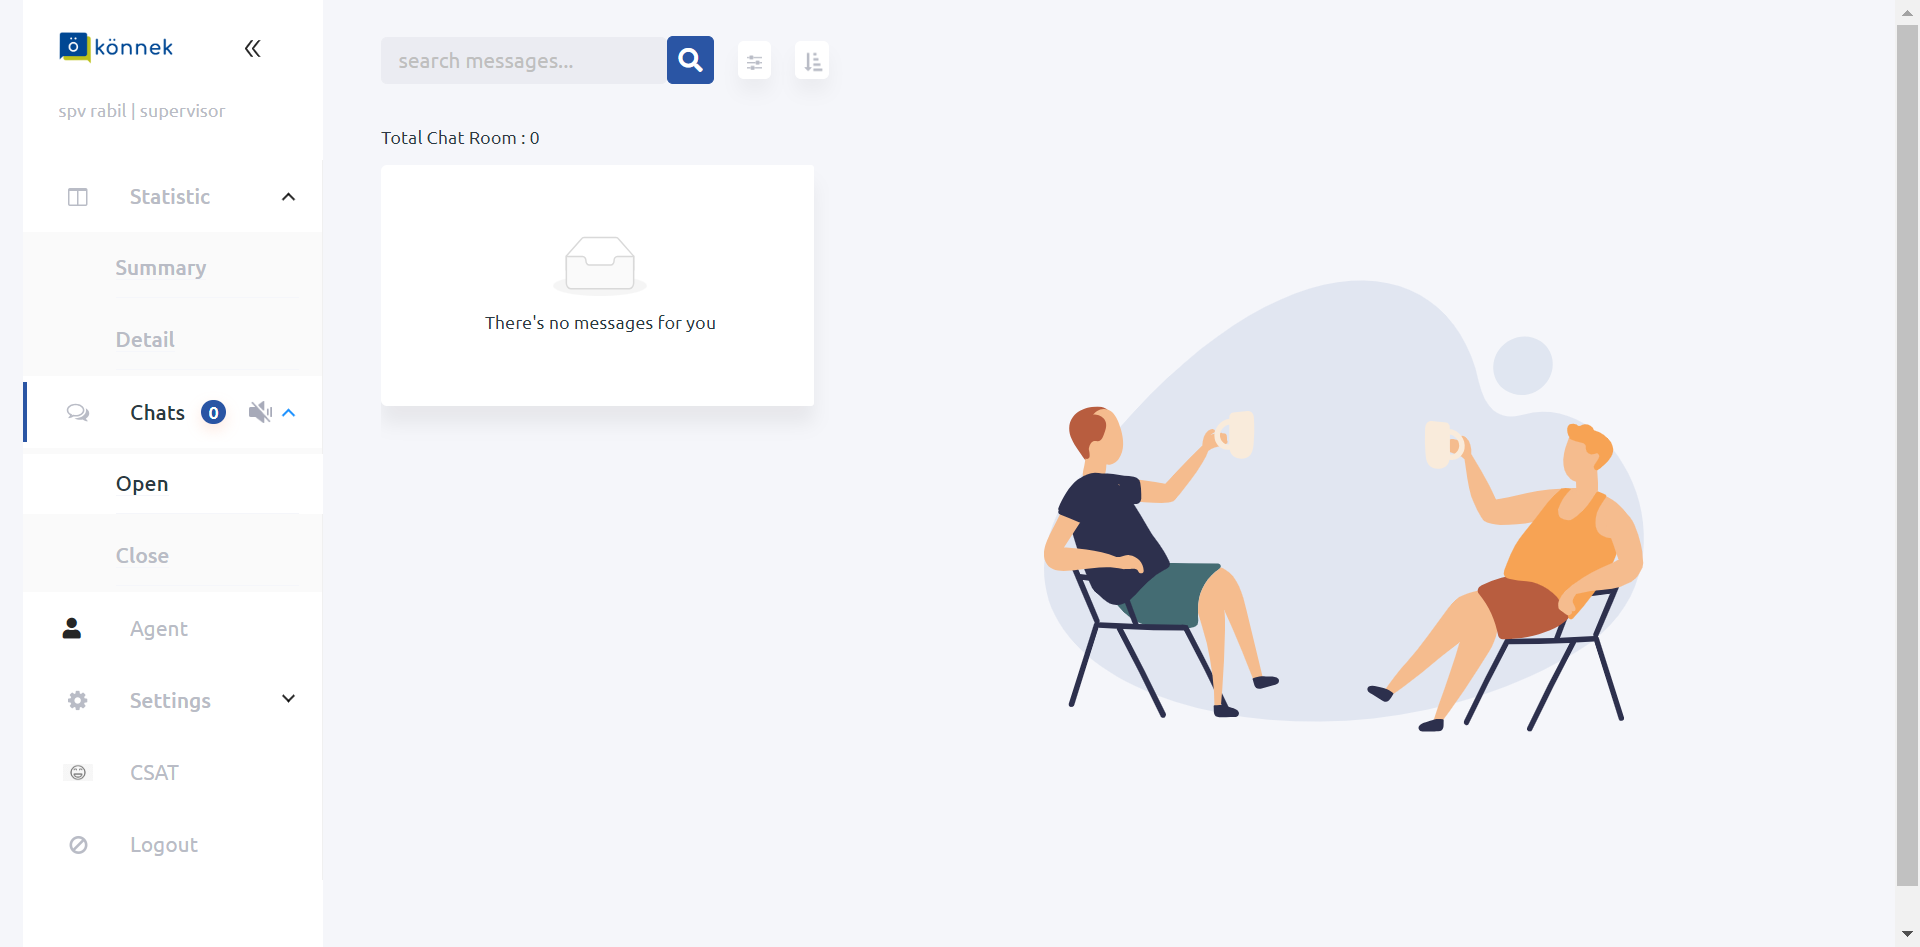 ö könnek
spv rabil | supervisor
Statistic
Summary
Detail
Chats 0
Open
Close
Agent
Settings
CSAT
Logout
search messages...
Total Chat Room : 0
There's no messages for you